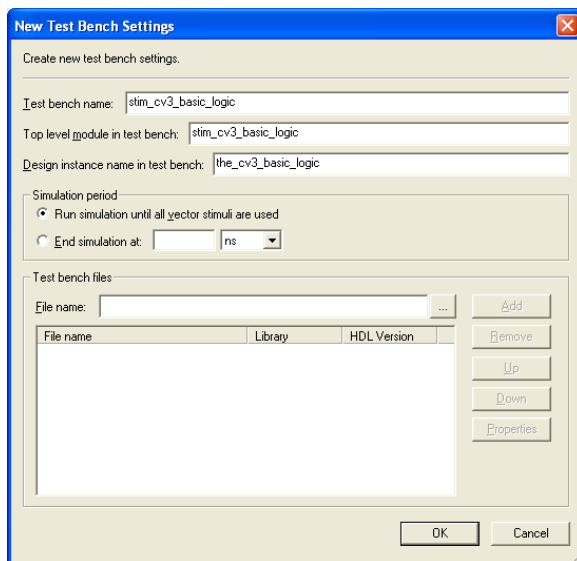 New Test Bench Settings
Create new test bench settings.
Test bench name: stim_cv3_basic_logic
Top level module in test bench: stim_cv3_basic_logic
Design instance name in test bench: the_cv3_basic_logic
Simulation period
Run simulation until all vector stimuli are used
End simulation at: ns
Test bench files
File name: ... Add
File name Library HDL Version
Remove
Up
Down
Properties
OK Cancel